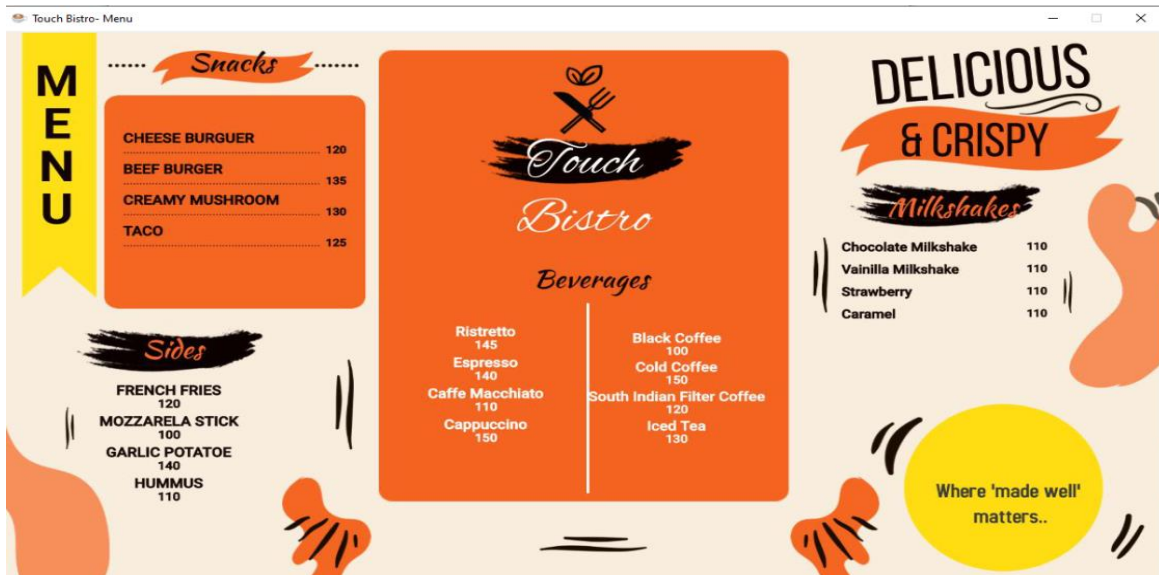 Touch Bistro- Menu
MENU
Snacks
CHEESE BURGUER
120
BEEF BURGER
135
CREAMY MUSHROOM
130
TACO
125
Sides
FRENCH FRIES
120
MOZZARELA STICK
100
GARLIC POTATOE
140
HUMMUS
110
Touch
Bistro
Beverages
Ristretto
145
Espresso
140
Caffe Macchiato
110
Cappuccino
150
Black Coffee
100
Cold Coffee
150
South Indian Filter Coffee
120
Iced Tea
130
DELICIOUS
& CRISPY
Milkshakes
Chocolate Milkshake 110
Vainilla Milkshake 110
Strawberry 110
Caramel 110
Where 'made well'
matters..